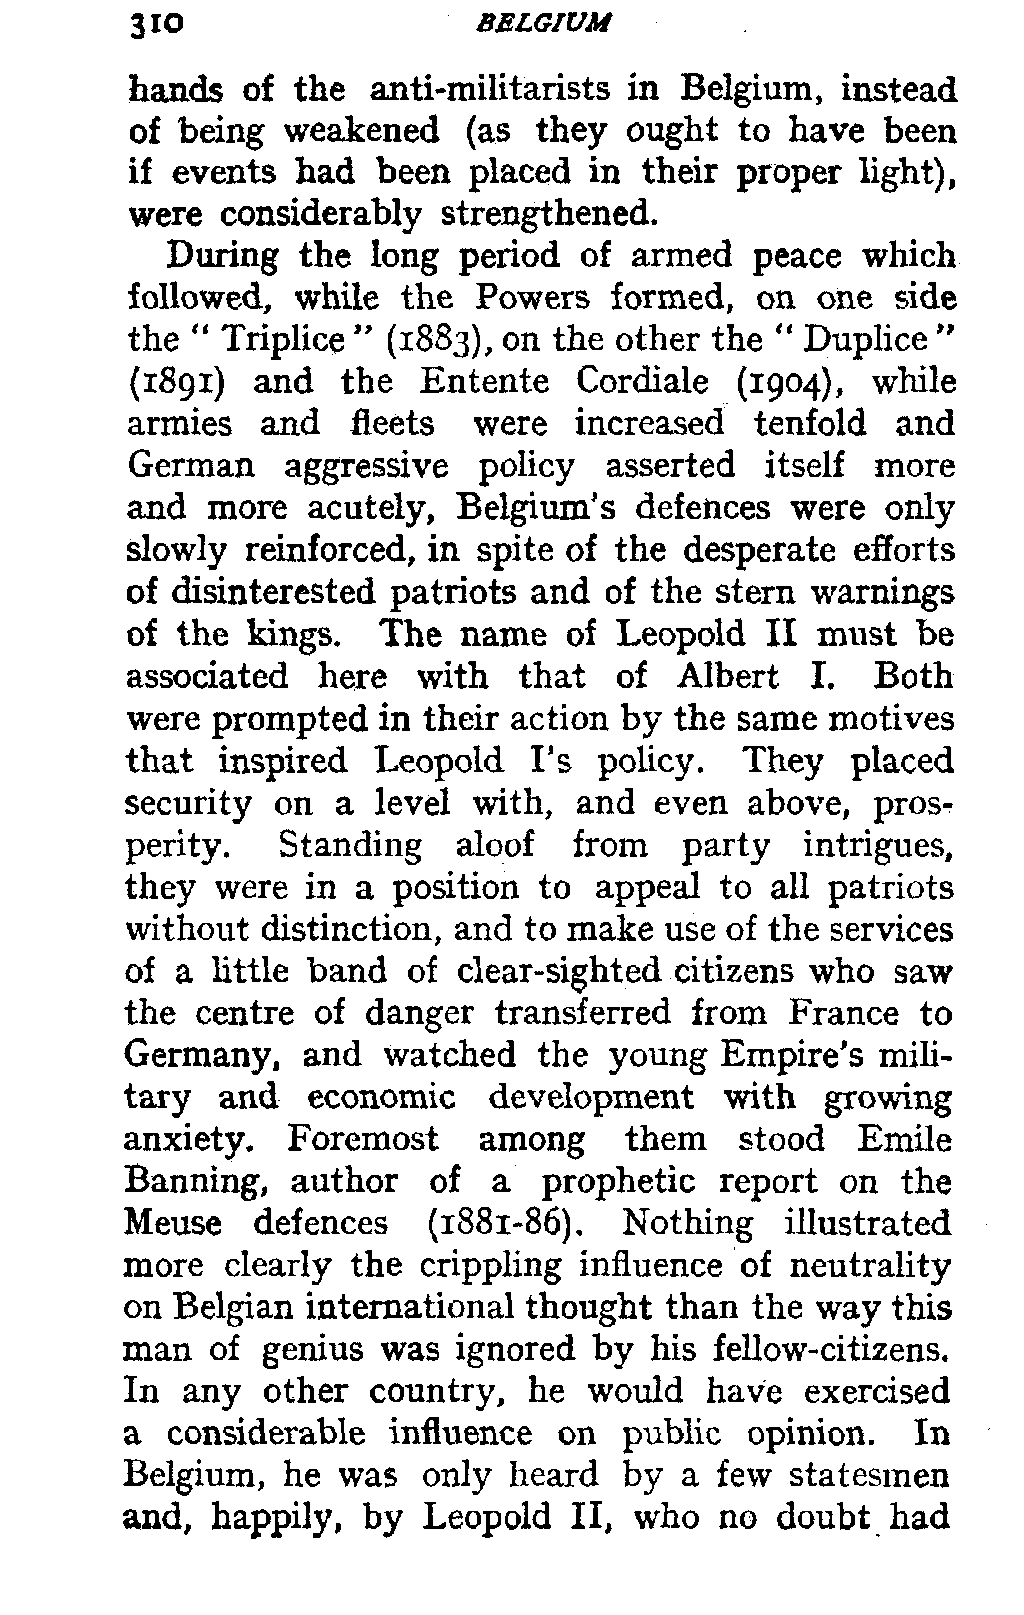 310 BELGIUM
hands of the anti-militarists in Belgium, instead
of being weakened (as they ought to have been
if events had been placed in their proper light),
were considerably strengthened.
During the long period of armed peace which
followed, while the Powers formed, on one side
the " Triplice " (1883), on the other the " Duplice "
(1891) and the Entente Cordiale (1904), while
armies and fleets were increased tenfold and
German aggressive policy asserted itself more
and more acutely, Belgium's defences were only
slowly reinforced, in spite of the desperate efforts
of disinterested patriots and of the stern warnings
of the kings. The name of Leopold II must be
associated here with that of Albert I. Both
were prompted in their action by the same motives
that inspired Leopold I's policy. They placed
security on a level with, and even above, pros-
perity. Standing aloof from party intrigues,
they were in a position to appeal to all patriots
without distinction, and to make use of the services
of a little band of clear-sighted citizens who saw
the centre of danger transferred from France to
Germany, and watched the young Empire's mili-
tary and economic development with growing
anxiety. Foremost among them stood Emile
Banning, author of a prophetic report on the
Meuse defences (1881-86). Nothing illustrated
more clearly the crippling influence of neutrality
on Belgian international thought than the way this
man of genius was ignored by his fellow-citizens.
In any other country, he would have exercised
a considerable influence on public opinion. In
Belgium, he was only heard by a few statesmen
and, happily, by Leopold II, who no doubt had